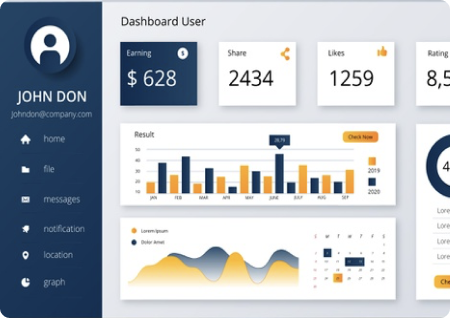 Dashboard User
JOHN DON
Johndon@company.com
home
file
messages
notification
location
graph
Earning
$
$ 628
Share
2434
Likes
1259
Rating
8,5
Result
Check Now
50
40
30
20
10
JAN
FEB
MAR
APR
MAY
JUNE
JUL
AUG
SEP
2019
2020
Lorem Ipsum
Dolor Amet
4
Lore
Lore
Lore
Lore
Che